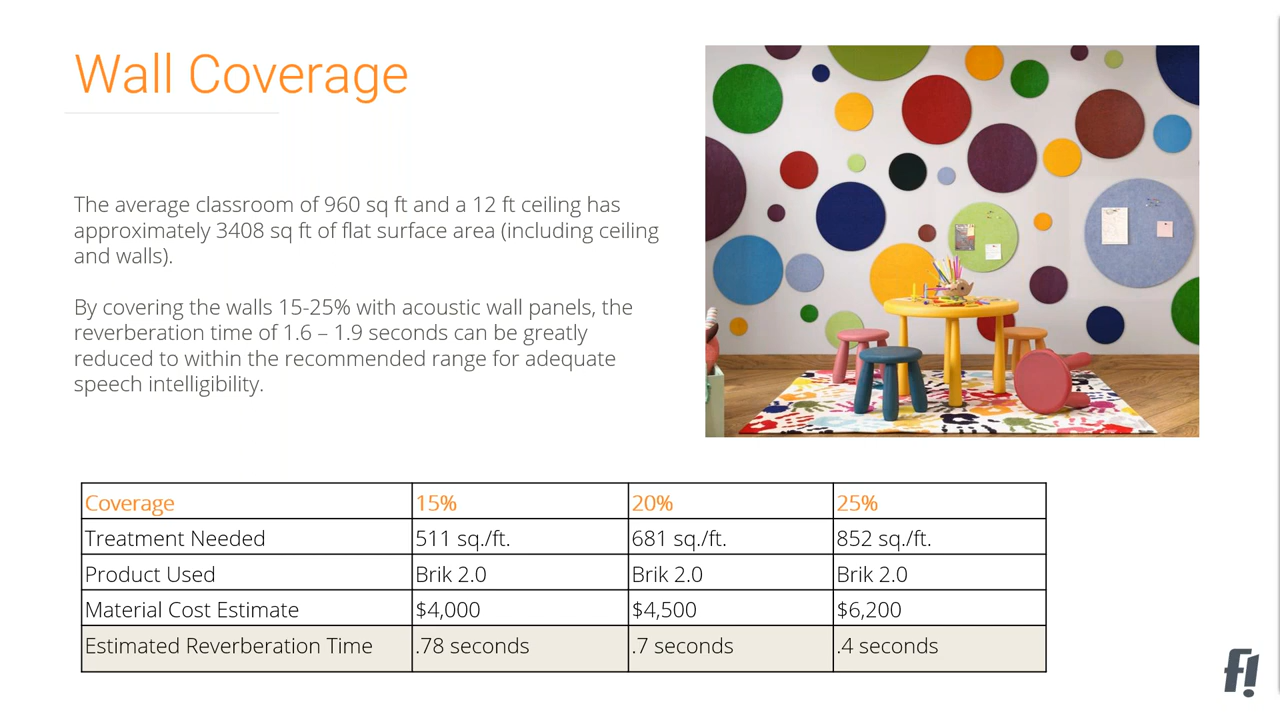 Wall Coverage
The average classroom of 960 sq ft and a 12 ft ceiling has
approximately 3408 sq ft of flat surface area (including ceiling
and walls).
By covering the walls 15-25% with acoustic wall panels, the
reverberation time of 1.6 – 1.9 seconds can be greatly
reduced to within the recommended range for adequate
speech intelligibility.
Coverage 15% 20% 25%
Treatment Needed 511 sq./ft. 681 sq./ft. 852 sq./ft.
Product Used Brik 2.0 Brik 2.0 Brik 2.0
Material Cost Estimate $4,000 $4,500 $6,200
Estimated Reverberation Time .78 seconds .7 seconds .4 seconds
f!